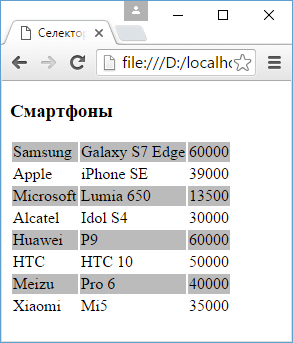 Селектор
file:///D:/localho
Смартфоны
Samsung Galaxy S7 Edge 60000
Apple iPhone SE 39000
Microsoft Lumia 650 13500
Alcatel Idol S4 30000
Huawei P9 60000
HTC HTC 10 50000
Meizu Pro 6 40000
Xiaomi Mi5 35000